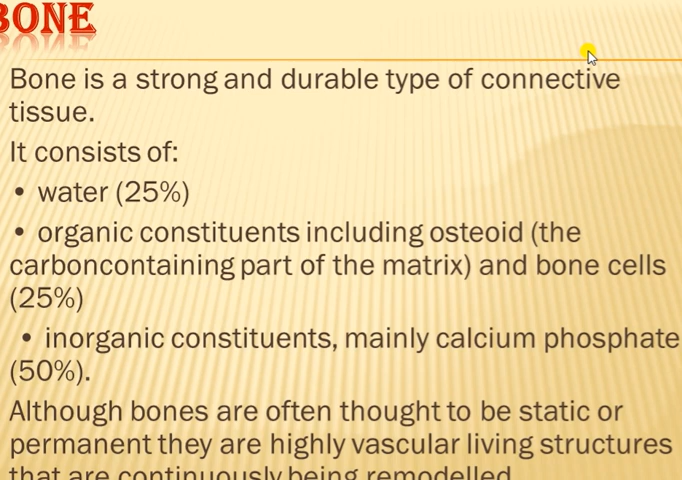 BONE
Bone is a strong and durable type of connective
tissue.
It consists of:
• water (25%)
• organic constituents including osteoid (the
carboncontaining part of the matrix) and bone cells
(25%)
• inorganic constituents, mainly calcium phosphate
(50%).
Although bones are often thought to be static or
permanent they are highly vascular living structures
that are continuously being remodelled